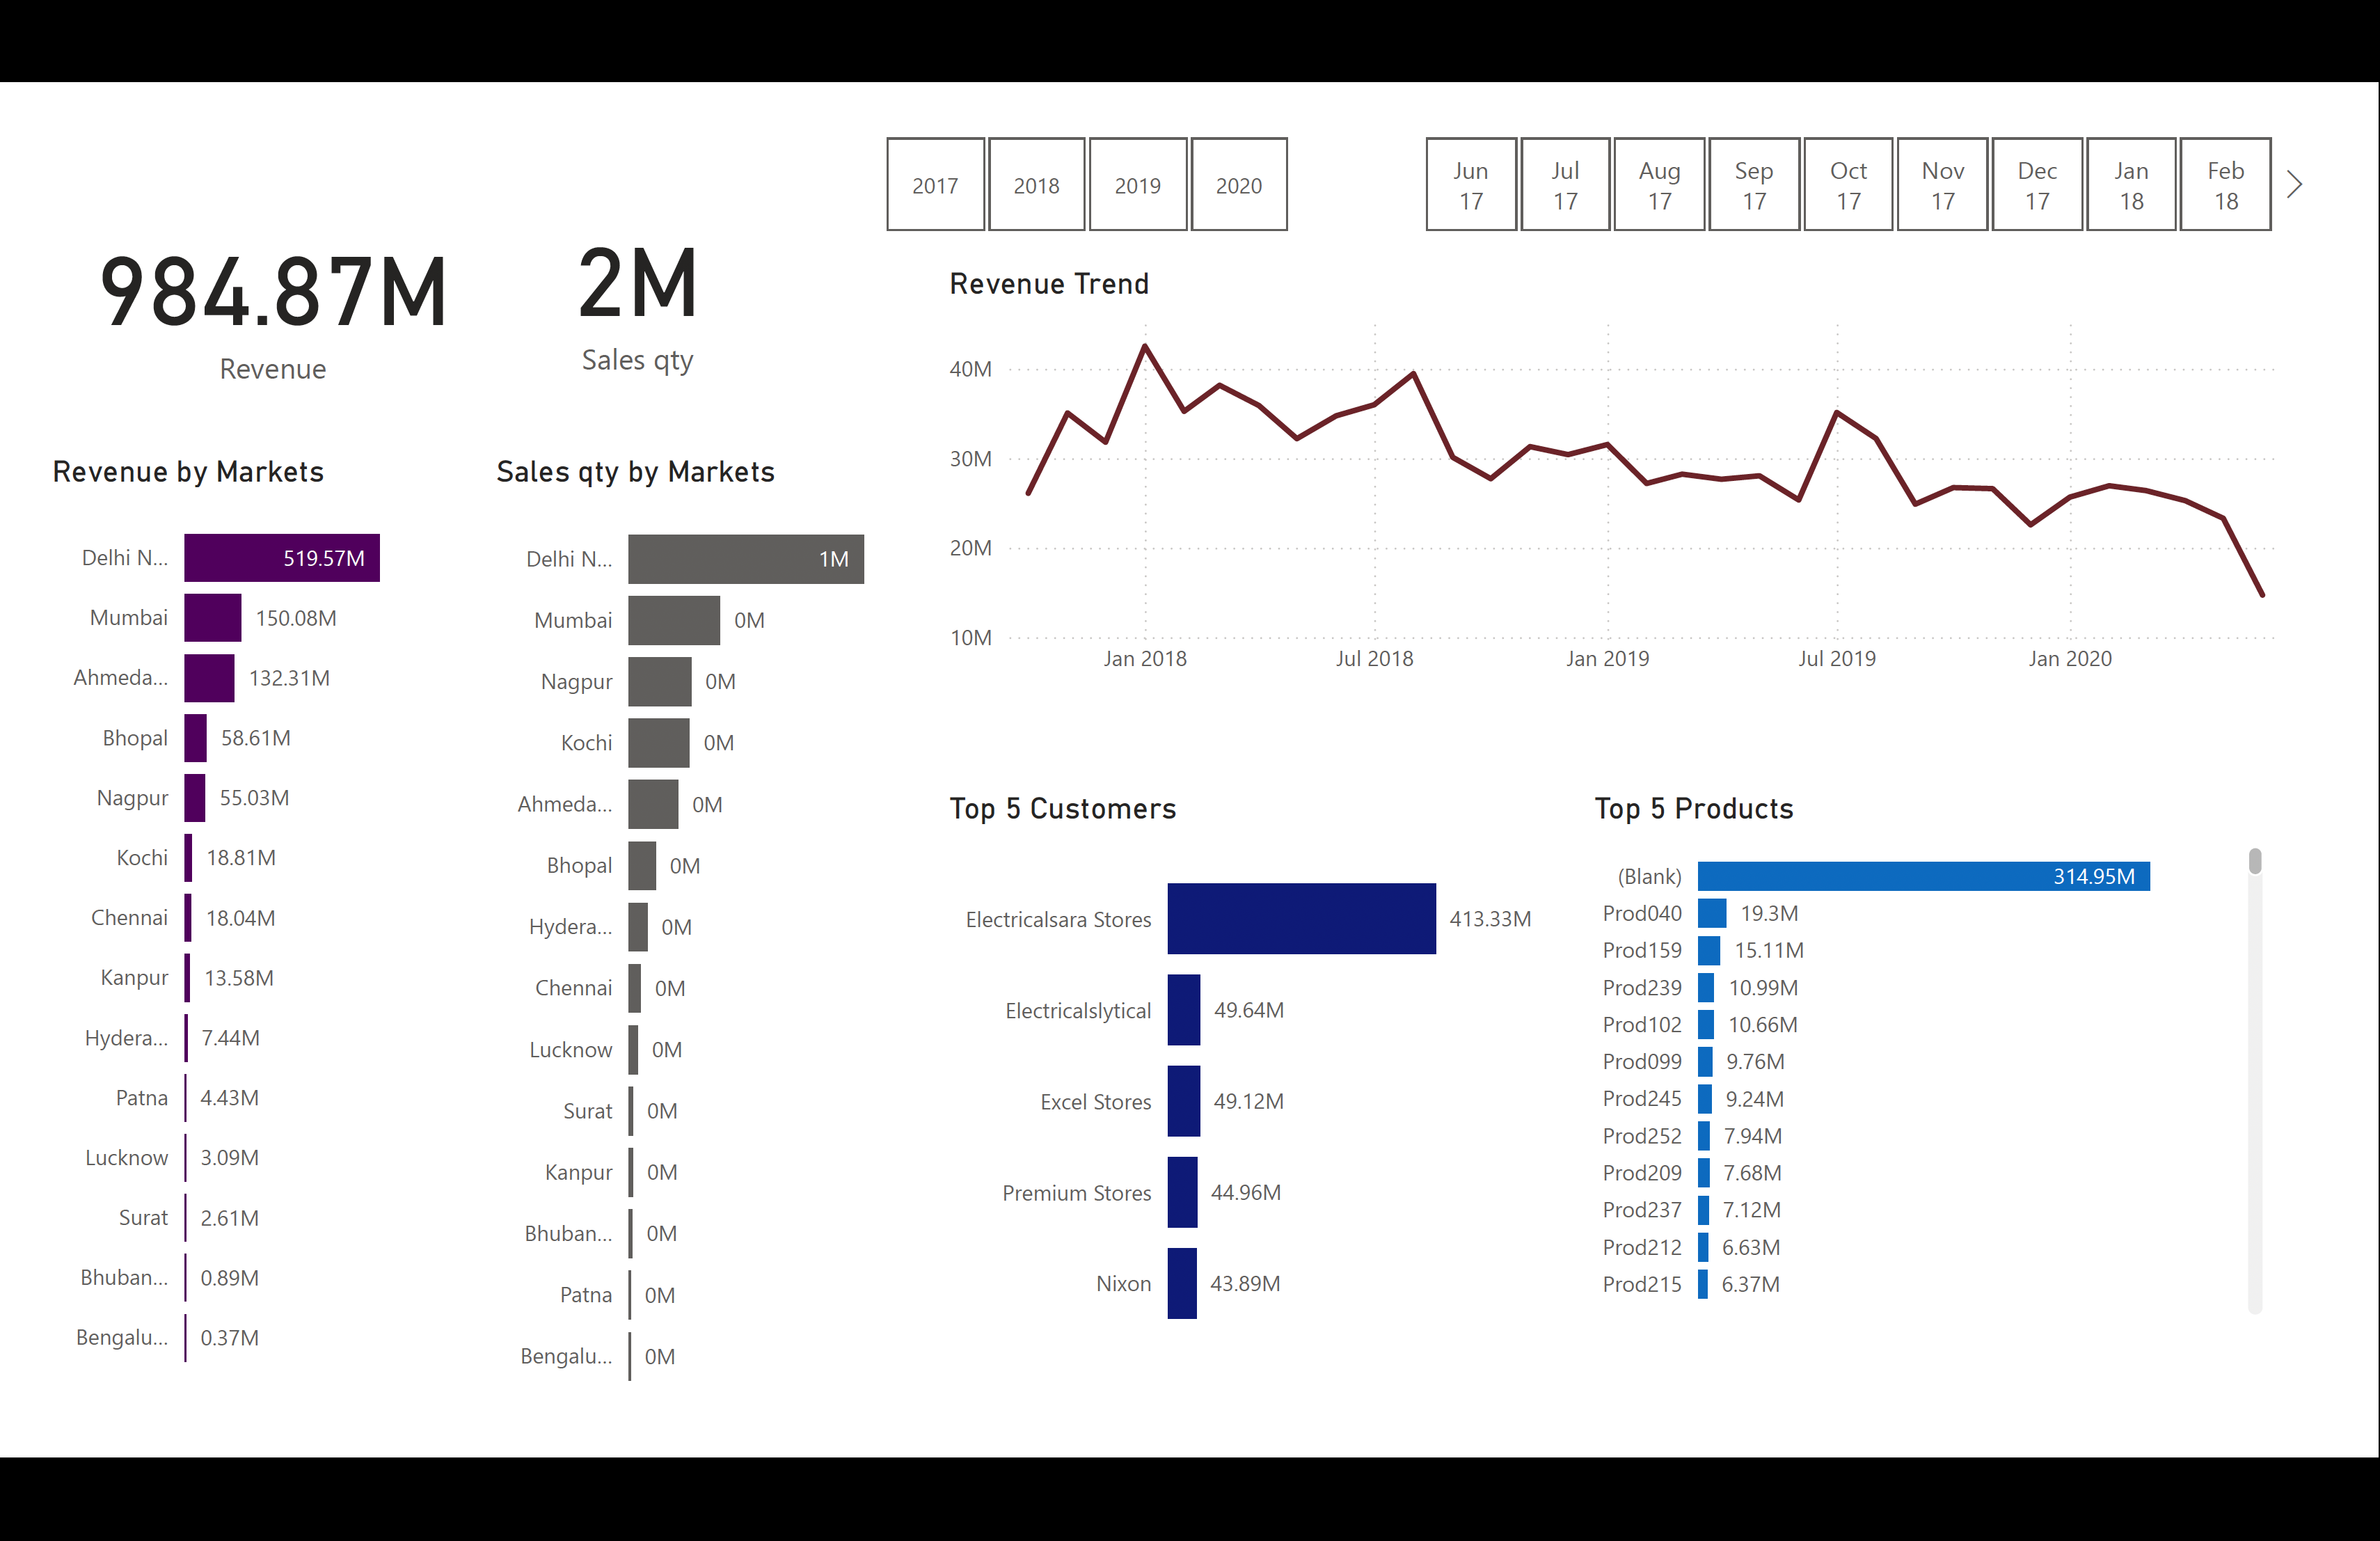 2017 2018 2019 2020
Jun 17 Jul 17 Aug 17 Sep 17 Oct 17 Nov 17 Dec 17 Jan 18 Feb 18
984.87M
Revenue
2M
Sales qty
Revenue by Markets
Delhi N... 519.57M
Mumbai 150.08M
Ahmeda... 132.31M
Bhopal 58.61M
Nagpur 55.03M
Kochi 18.81M
Chennai 18.04M
Kanpur 13.58M
Hydera... 7.44M
Patna 4.43M
Lucknow 3.09M
Surat 2.61M
Bhuban... 0.89M
Bengalu... 0.37M
Sales qty by Markets
Delhi N... 1M
Mumbai 0M
Nagpur 0M
Kochi 0M
Ahmeda... 0M
Bhopal 0M
Hydera... 0M
Chennai 0M
Lucknow 0M
Surat 0M
Kanpur 0M
Bhuban... 0M
Patna 0M
Bengalu... 0M
Revenue Trend
40M
30M
20M
10M
Jan 2018 Jul 2018 Jan 2019 Jul 2019 Jan 2020
Top 5 Customers
Electricalsara Stores 413.33M
Electricalslytical 49.64M
Excel Stores 49.12M
Premium Stores 44.96M
Nixon 43.89M
Top 5 Products
(Blank) 314.95M
Prod040 19.3M
Prod159 15.11M
Prod239 10.99M
Prod102 10.66M
Prod099 9.76M
Prod245 9.24M
Prod252 7.94M
Prod209 7.68M
Prod237 7.12M
Prod212 6.63M
Prod215 6.37M